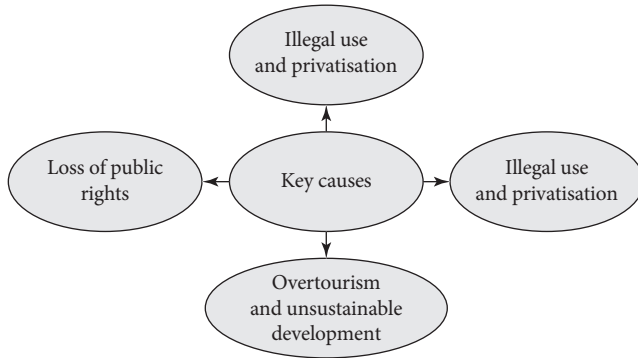 Illegal use
and privatisation
Loss of public
rights
Key causes
Illegal use
and privatisation
Overtourism
and unsustainable
development